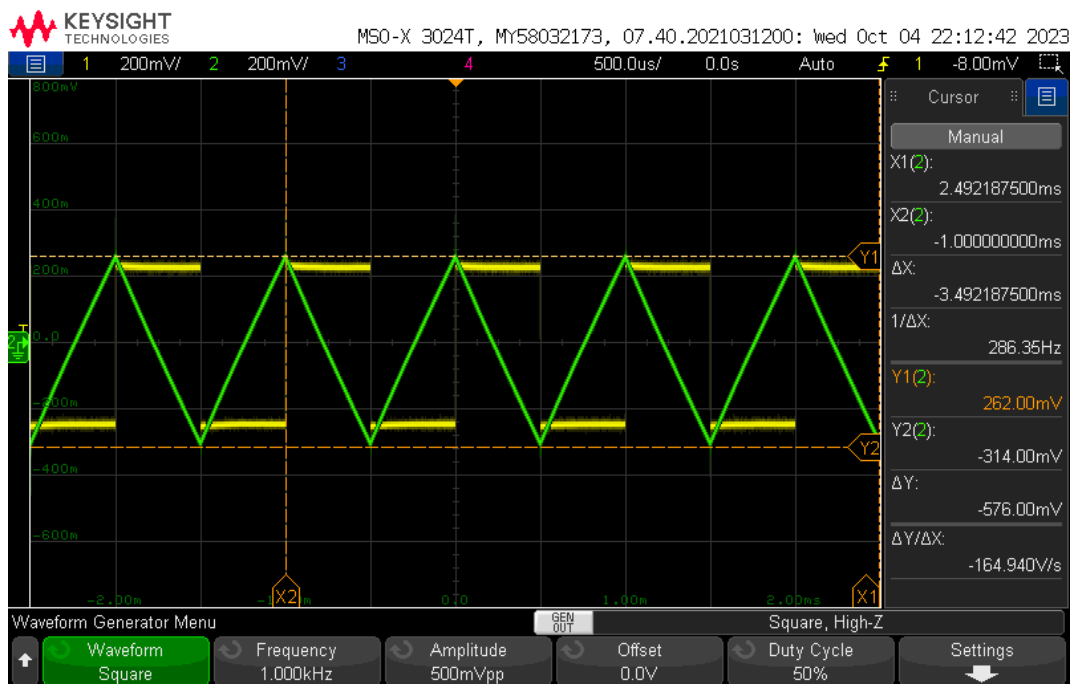 KEYSIGHT
TECHNOLOGIES
MSO-X 3024T, MY58032173, 07.40.2021031200: Wed Oct 04 22:12:42 2023
1 200mV/ 2 200mV/ 3 4 500.0us/ 0.0s Auto 1 -8.00mV
800mV
600m
400m
200m
0.0
-200m
-400m
-600m
T
2
Y1
Y2
-2.00m -1 X2 m 0.0 1.00m 2.00ms X1
Cursor
Manual
X1(2):
2.492187500ms
X2(2):
-1.000000000ms
ΔX:
-3.492187500ms
1/ΔX:
286.35Hz
Y1(2):
262.00mV
Y2(2):
-314.00mV
ΔY:
-576.00mV
ΔY/ΔX:
-164.940V/s
Waveform Generator Menu
GEN
OUT
Square, High-Z
Waveform
Square
Frequency
1.000kHz
Amplitude
500mVpp
Offset
0.0V
Duty Cycle
50%
Settings